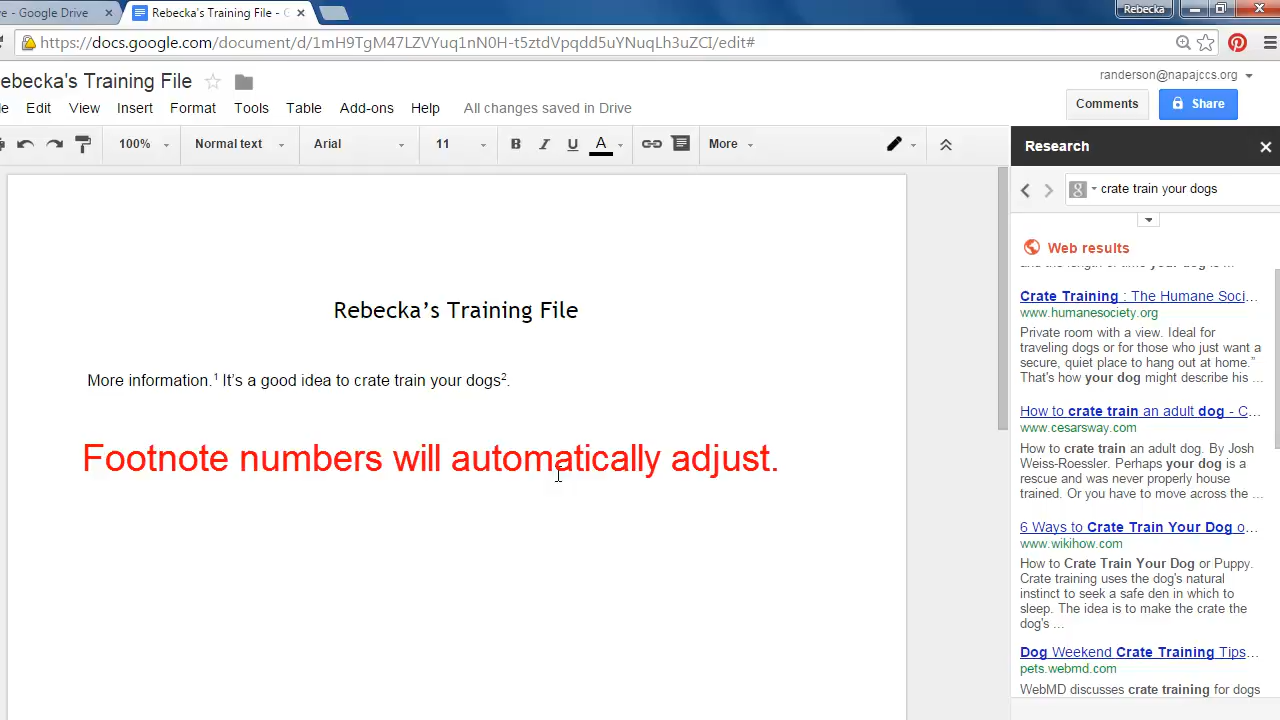 e - Google Drive
Rebecka's Training File - G
Rebecka
https://docs.google.com/document/d/1mH9TgM47LZVYuq1nN0H-t5ztdVpqdd5uYNuqLh3uZCI/edit#
ebecka's Training File
randerson@napajccs.org
le Edit View Insert Format Tools Table Add-ons Help All changes saved in Drive
Comments
Share
100% Normal text Arial 11 B I U A More
Research
g crate train your dogs
Web results
and the length of time your dog is ...
Crate Training : The Humane Soci...
www.humanesociety.org
Private room with a view. Ideal for
traveling dogs or for those who just want a
secure, quiet place to hang out at home.”
That's how your dog might describe his ...
How to crate train an adult dog - C...
www.cesarsway.com
How to crate train an adult dog. By Josh
Weiss-Roessler. Perhaps your dog is a
rescue and was never properly house
trained. Or you have to move across the ...
6 Ways to Crate Train Your Dog o...
www.wikihow.com
How to Crate Train Your Dog or Puppy.
Crate training uses the dog's natural
instinct to seek a safe den in which to
sleep. The idea is to make the crate the
dog's ...
Dog Weekend Crate Training Tips...
pets.webmd.com
WebMD discusses crate training for dogs
Rebecka’s Training File
More information.¹ It’s a good idea to crate train your dogs².
Footnote numbers will automatically adjust.